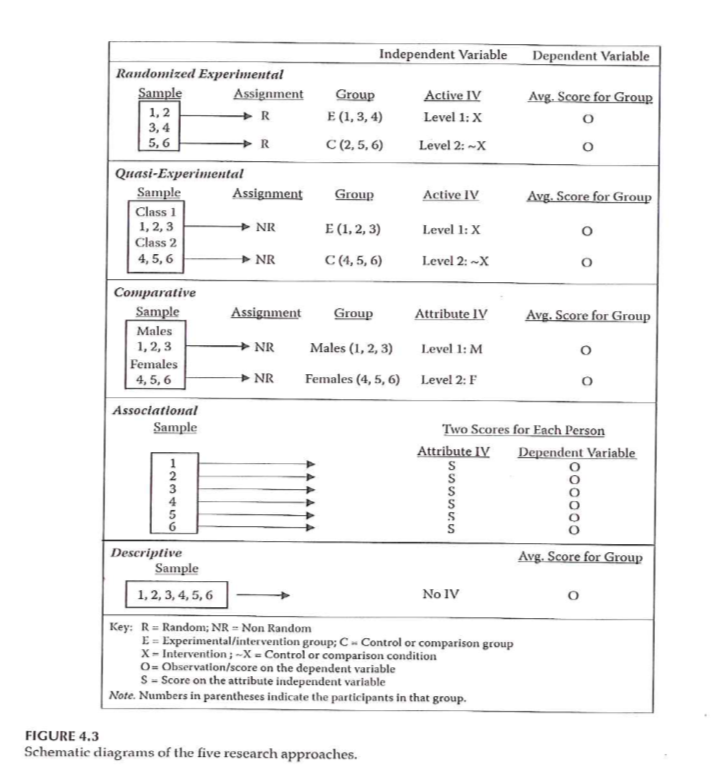 Independent Variable Dependent Variable
Randomized Experimental
Sample Assignment Group Active IV Avg. Score for Group
1, 2 R E (1, 3, 4) Level 1: X O
3, 4
5, 6 R C (2, 5, 6) Level 2: ~X O
Quasi-Experimental
Sample Assignment Group Active IV Avg. Score for Group
Class 1
1, 2, 3 NR E (1, 2, 3) Level 1: X O
Class 2
4, 5, 6 NR C (4, 5, 6) Level 2: ~X O
Comparative
Sample Assignment Group Attribute IV Avg. Score for Group
Males
1, 2, 3 NR Males (1, 2, 3) Level 1: M O
Females
4, 5, 6 NR Females (4, 5, 6) Level 2: F O
Associational
Sample Two Scores for Each Person
Attribute IV Dependent Variable
1 S O
2 S O
3 S O
4 S O
5 S O
6 S O
Descriptive Avg. Score for Group
Sample
1, 2, 3, 4, 5, 6 No IV O
Key: R = Random; NR = Non Random
E = Experimental/intervention group; C = Control or comparison group
X = Intervention; ~X = Control or comparison condition
O = Observation/score on the dependent variable
S = Score on the attribute independent variable
Note. Numbers in parentheses indicate the participants in that group.
FIGURE 4.3
Schematic diagrams of the five research approaches.